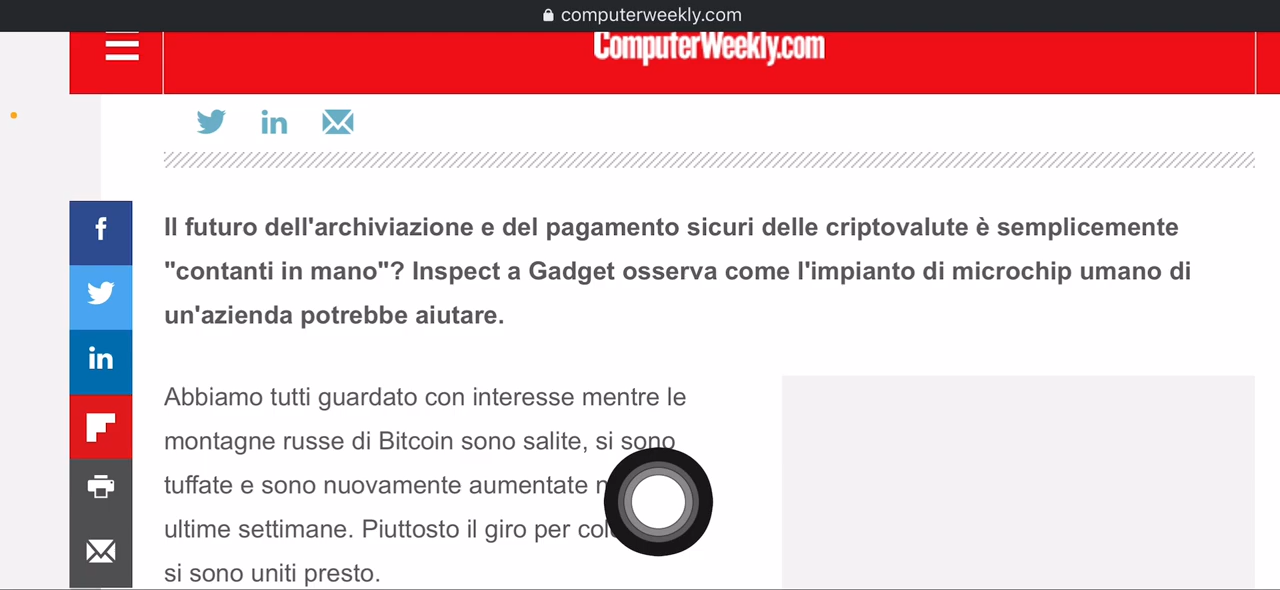 computerweekly.com
ComputerWeekly.com
Il futuro dell'archiviazione e del pagamento sicuri delle criptovalute è semplicemente
"contanti in mano"? Inspect a Gadget osserva come l'impianto di microchip umano di
un'azienda potrebbe aiutare.
Abbiamo tutti guardato con interesse mentre le
montagne russe di Bitcoin sono salite, si sono
tuffate e sono nuovamente aumentate
ultime settimane. Piuttosto il giro per
si sono uniti presto.